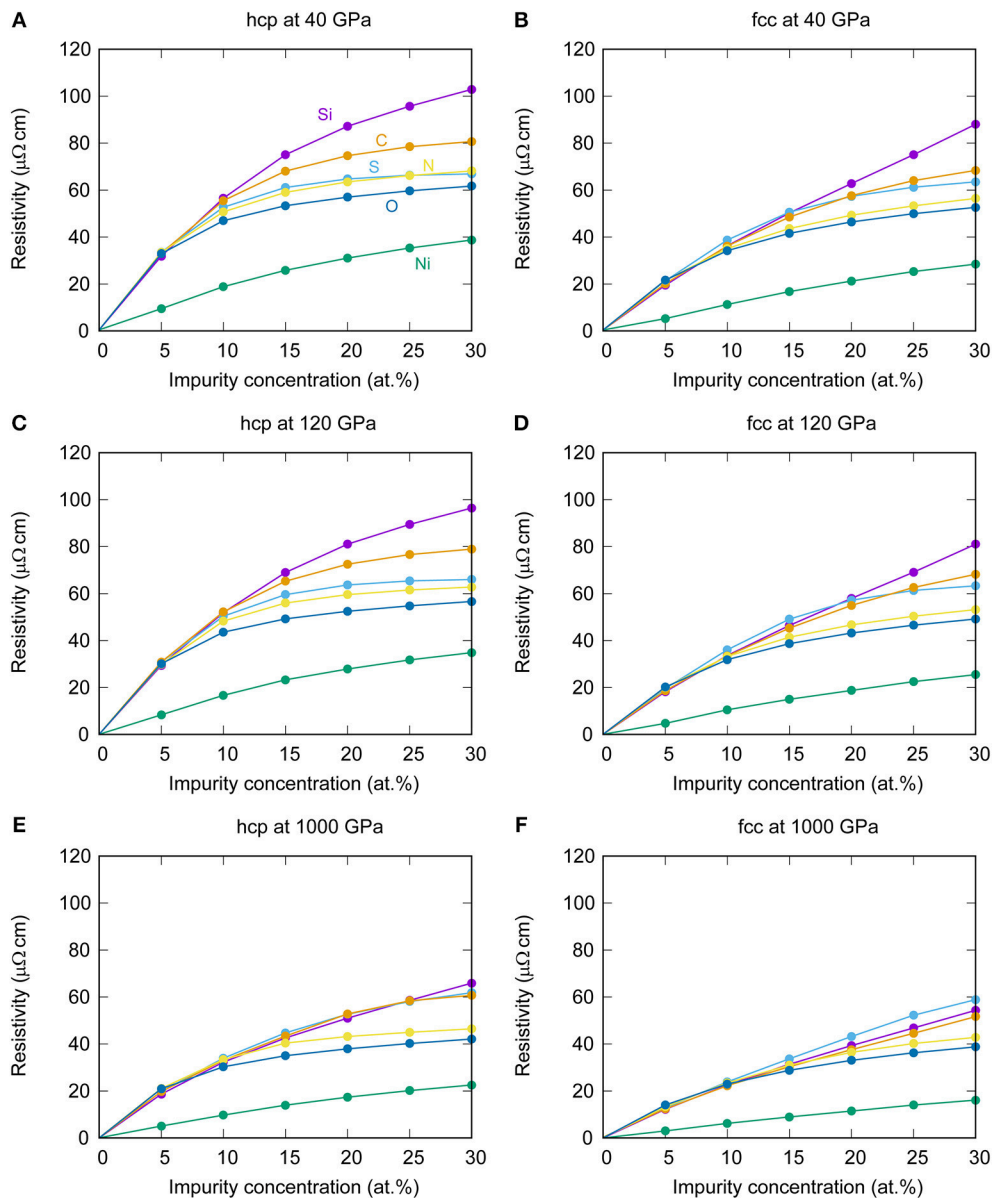 A
hcp at 40 GPa
120
100
80
60
40
20
0
Resistivity (μΩ cm)
Si
C
S
N
O
Ni
0 5 10 15 20 25 30
Impurity concentration (at.%)
B
fcc at 40 GPa
120
100
80
60
40
20
0
Resistivity (μΩ cm)
0 5 10 15 20 25 30
Impurity concentration (at.%)
C
hcp at 120 GPa
120
100
80
60
40
20
0
Resistivity (μΩ cm)
0 5 10 15 20 25 30
Impurity concentration (at.%)
D
fcc at 120 GPa
120
100
80
60
40
20
0
Resistivity (μΩ cm)
0 5 10 15 20 25 30
Impurity concentration (at.%)
E
hcp at 1000 GPa
120
100
80
60
40
20
0
Resistivity (μΩ cm)
0 5 10 15 20 25 30
Impurity concentration (at.%)
F
fcc at 1000 GPa
120
100
80
60
40
20
0
Resistivity (μΩ cm)
0 5 10 15 20 25 30
Impurity concentration (at.%)